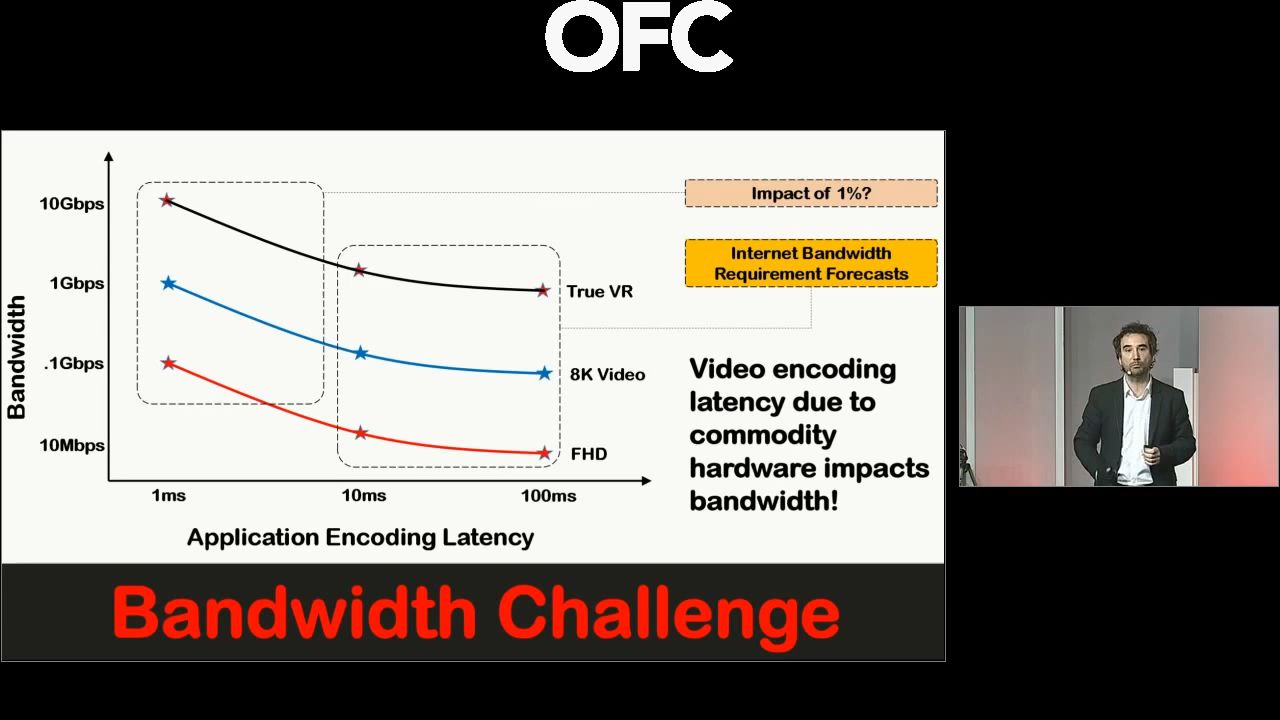 OFC
10Gbps
1Gbps
.1Gbps
10Mbps
Bandwidth
1ms
10ms
100ms
Application Encoding Latency
True VR
8K Video
FHD
Impact of 1%?
Internet Bandwidth
Requirement Forecasts
Video encoding
latency due to
commodity
hardware impacts
bandwidth!
Bandwidth Challenge